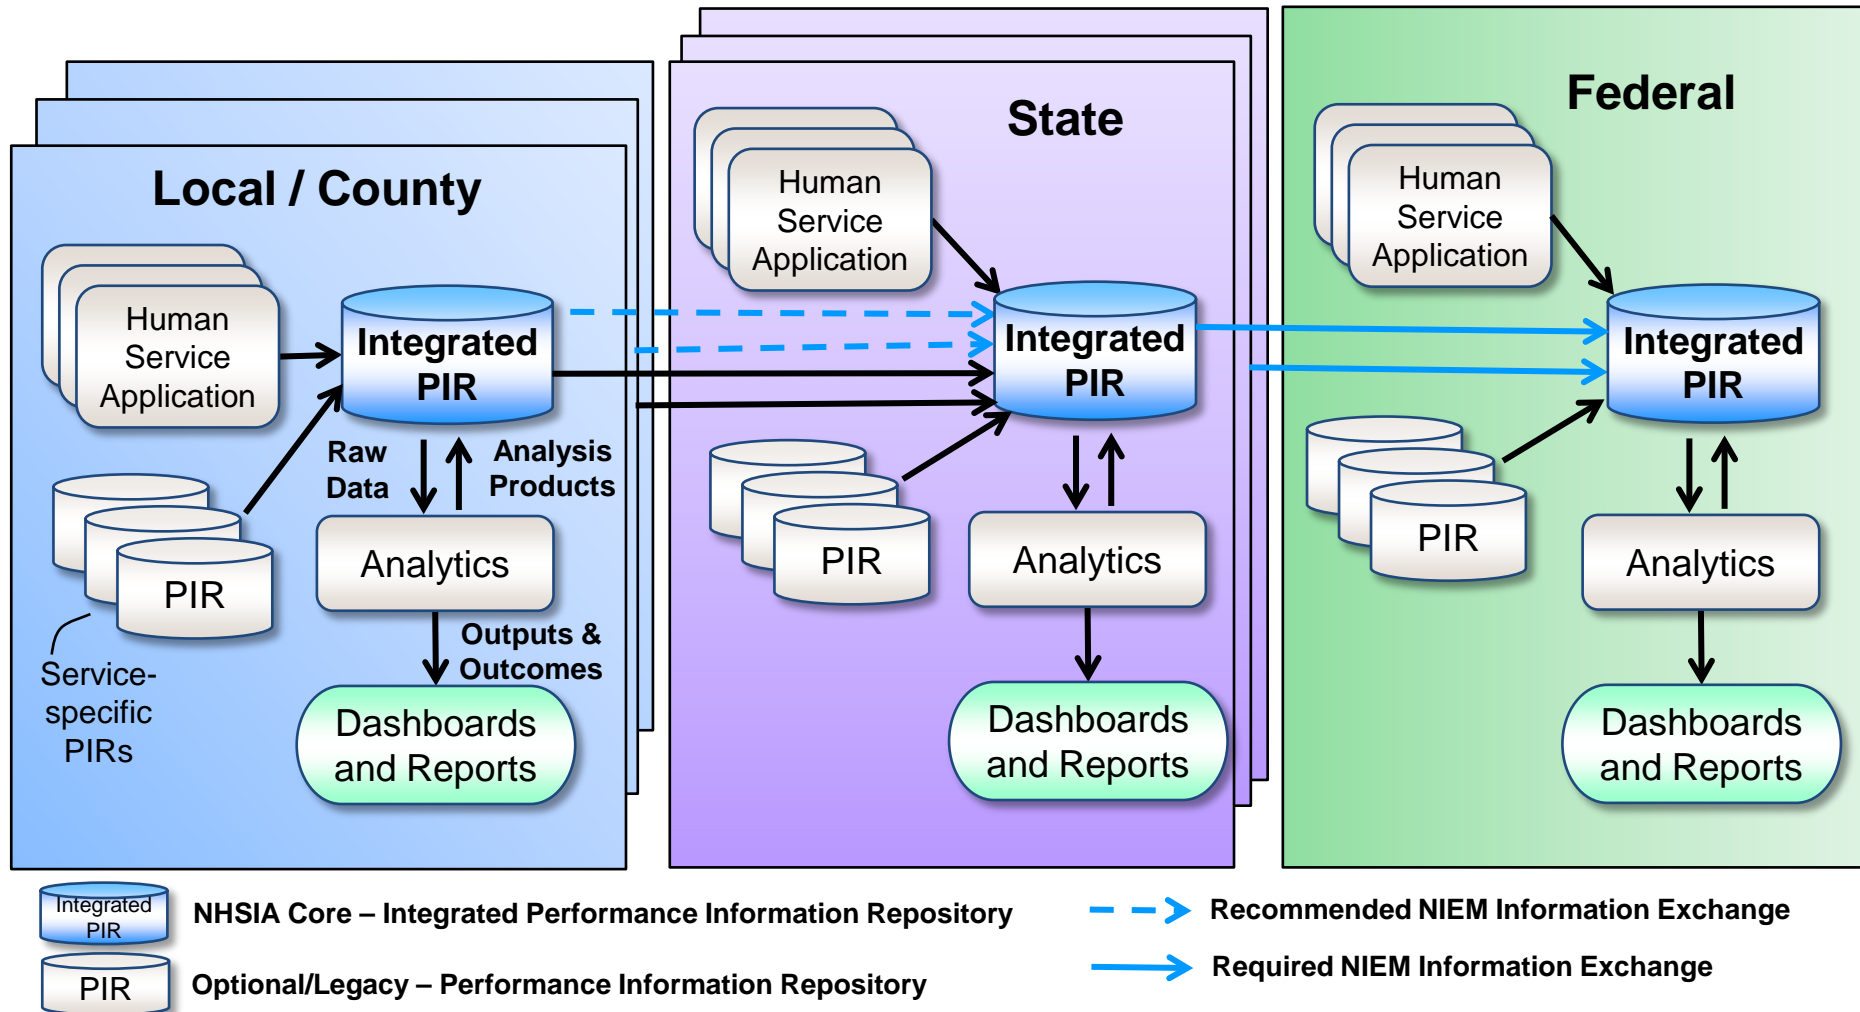 Local / County
Human
Service
Application
Integrated
PIR
Raw
Data
Analysis
Products
PIR
Service-
specific
PIRs
Analytics
Outputs &
Outcomes
Dashboards
and Reports
State
Human
Service
Application
Integrated
PIR
PIR
Analytics
Dashboards
and Reports
Federal
Human
Service
Application
Integrated
PIR
PIR
Analytics
Dashboards
and Reports
Integrated
PIR
NHSIA Core – Integrated Performance Information Repository
PIR
Optional/Legacy – Performance Information Repository
Recommended NIEM Information Exchange
Required NIEM Information Exchange